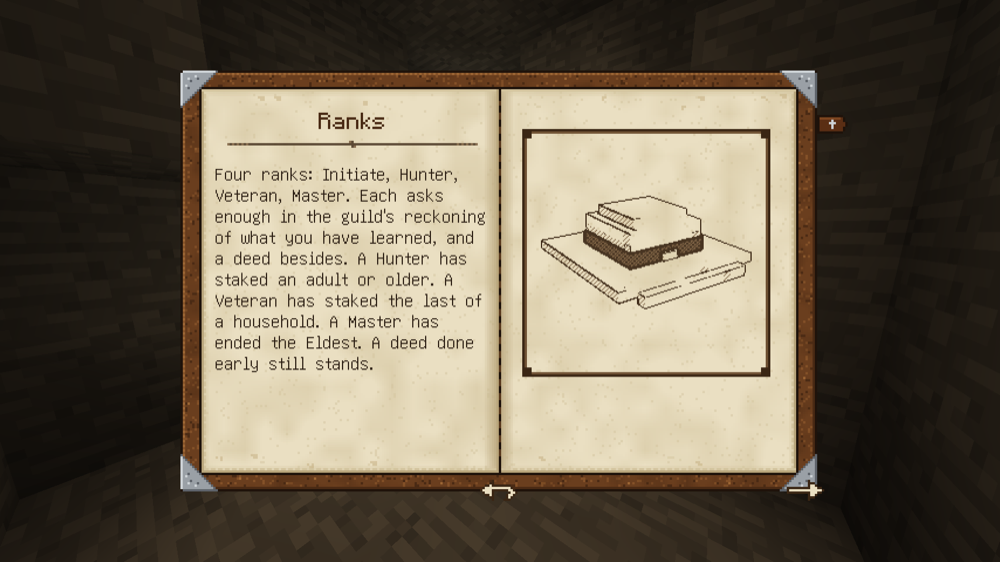 Ranks
Four ranks: Initiate, Hunter,
Veteran, Master. Each asks
enough in the guild's reckoning
of what you have learned, and
a deed besides. A Hunter has
staked an adult or older. A
Veteran has staked the last of
a household. A Master has
ended the Eldest. A deed done
early still stands.